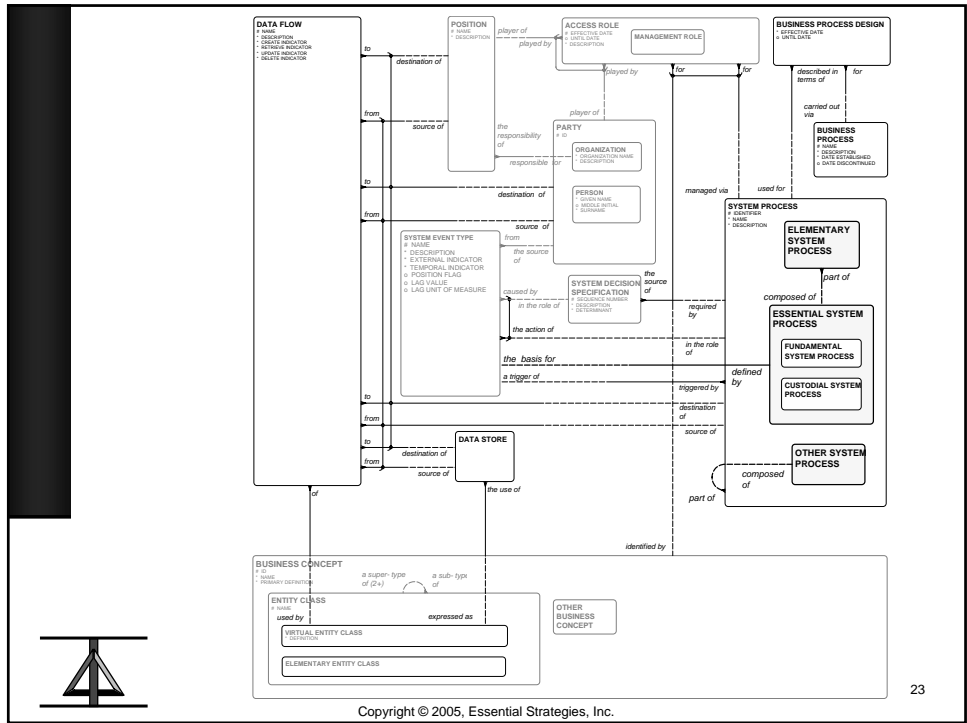 DATA FLOW
# NAME
* DESCRIPTION
* CREATE INDICATOR
* RETRIEVE INDICATOR
* UPDATE INDICATOR
* DELETE INDICATOR
POSITION
# NAME
* DESCRIPTION
player of
played by
ACCESS ROLE
# EFFECTIVE DATE
o UNTIL DATE
* DESCRIPTION
MANAGEMENT ROLE
BUSINESS PROCESS DESIGN
* EFFECTIVE DATE
o UNTIL DATE
to
destination of
played by
for
for
described in
terms of
for
from
source of
the
responsibility
of
player of
carried out
via
BUSINESS
PROCESS
# NAME
* DESCRIPTION
* DATE ESTABLISHED
o DATE DISCONTINUED
PARTY
# ID
ORGANIZATION
* ORGANIZATION NAME
* DESCRIPTION
responsible for
PERSON
* GIVEN NAME
o MIDDLE INITIAL
* SURNAME
to
destination of
managed via
used for
from
source of
SYSTEM PROCESS
# IDENTIFIER
* NAME
* DESCRIPTION
ELEMENTARY
SYSTEM
PROCESS
part of
composed of
SYSTEM EVENT TYPE
# NAME
* DESCRIPTION
* EXTERNAL INDICATOR
* TEMPORAL INDICATOR
o POSITION FLAG
o LAG VALUE
o LAG UNIT OF MEASURE
from
the source
of
caused by
in the role of
SYSTEM DECISION
SPECIFICATION
# SEQUENCE NUMBER
* DESCRIPTION
* DETERMINANT
the
source
of
required
by
the action of
in the role
of
ESSENTIAL SYSTEM
PROCESS
FUNDAMENTAL
SYSTEM PROCESS
CUSTODIAL SYSTEM
PROCESS
the basis for
defined
by
a trigger of
triggered by
to
destination
of
from
source of
to
destination of
from
source of
DATA STORE
OTHER SYSTEM
PROCESS
composed
of
part of
of
the use of
identified by
BUSINESS CONCEPT
# ID
* NAME
* PRIMARY DEFINITION
a super- type
of (2+)
a sub- type
of
ENTITY CLASS
# NAME
used by
expressed as
VIRTUAL ENTITY CLASS
* DEFINITION
ELEMENTARY ENTITY CLASS
OTHER
BUSINESS
CONCEPT
23
Copyright © 2005, Essential Strategies, Inc.